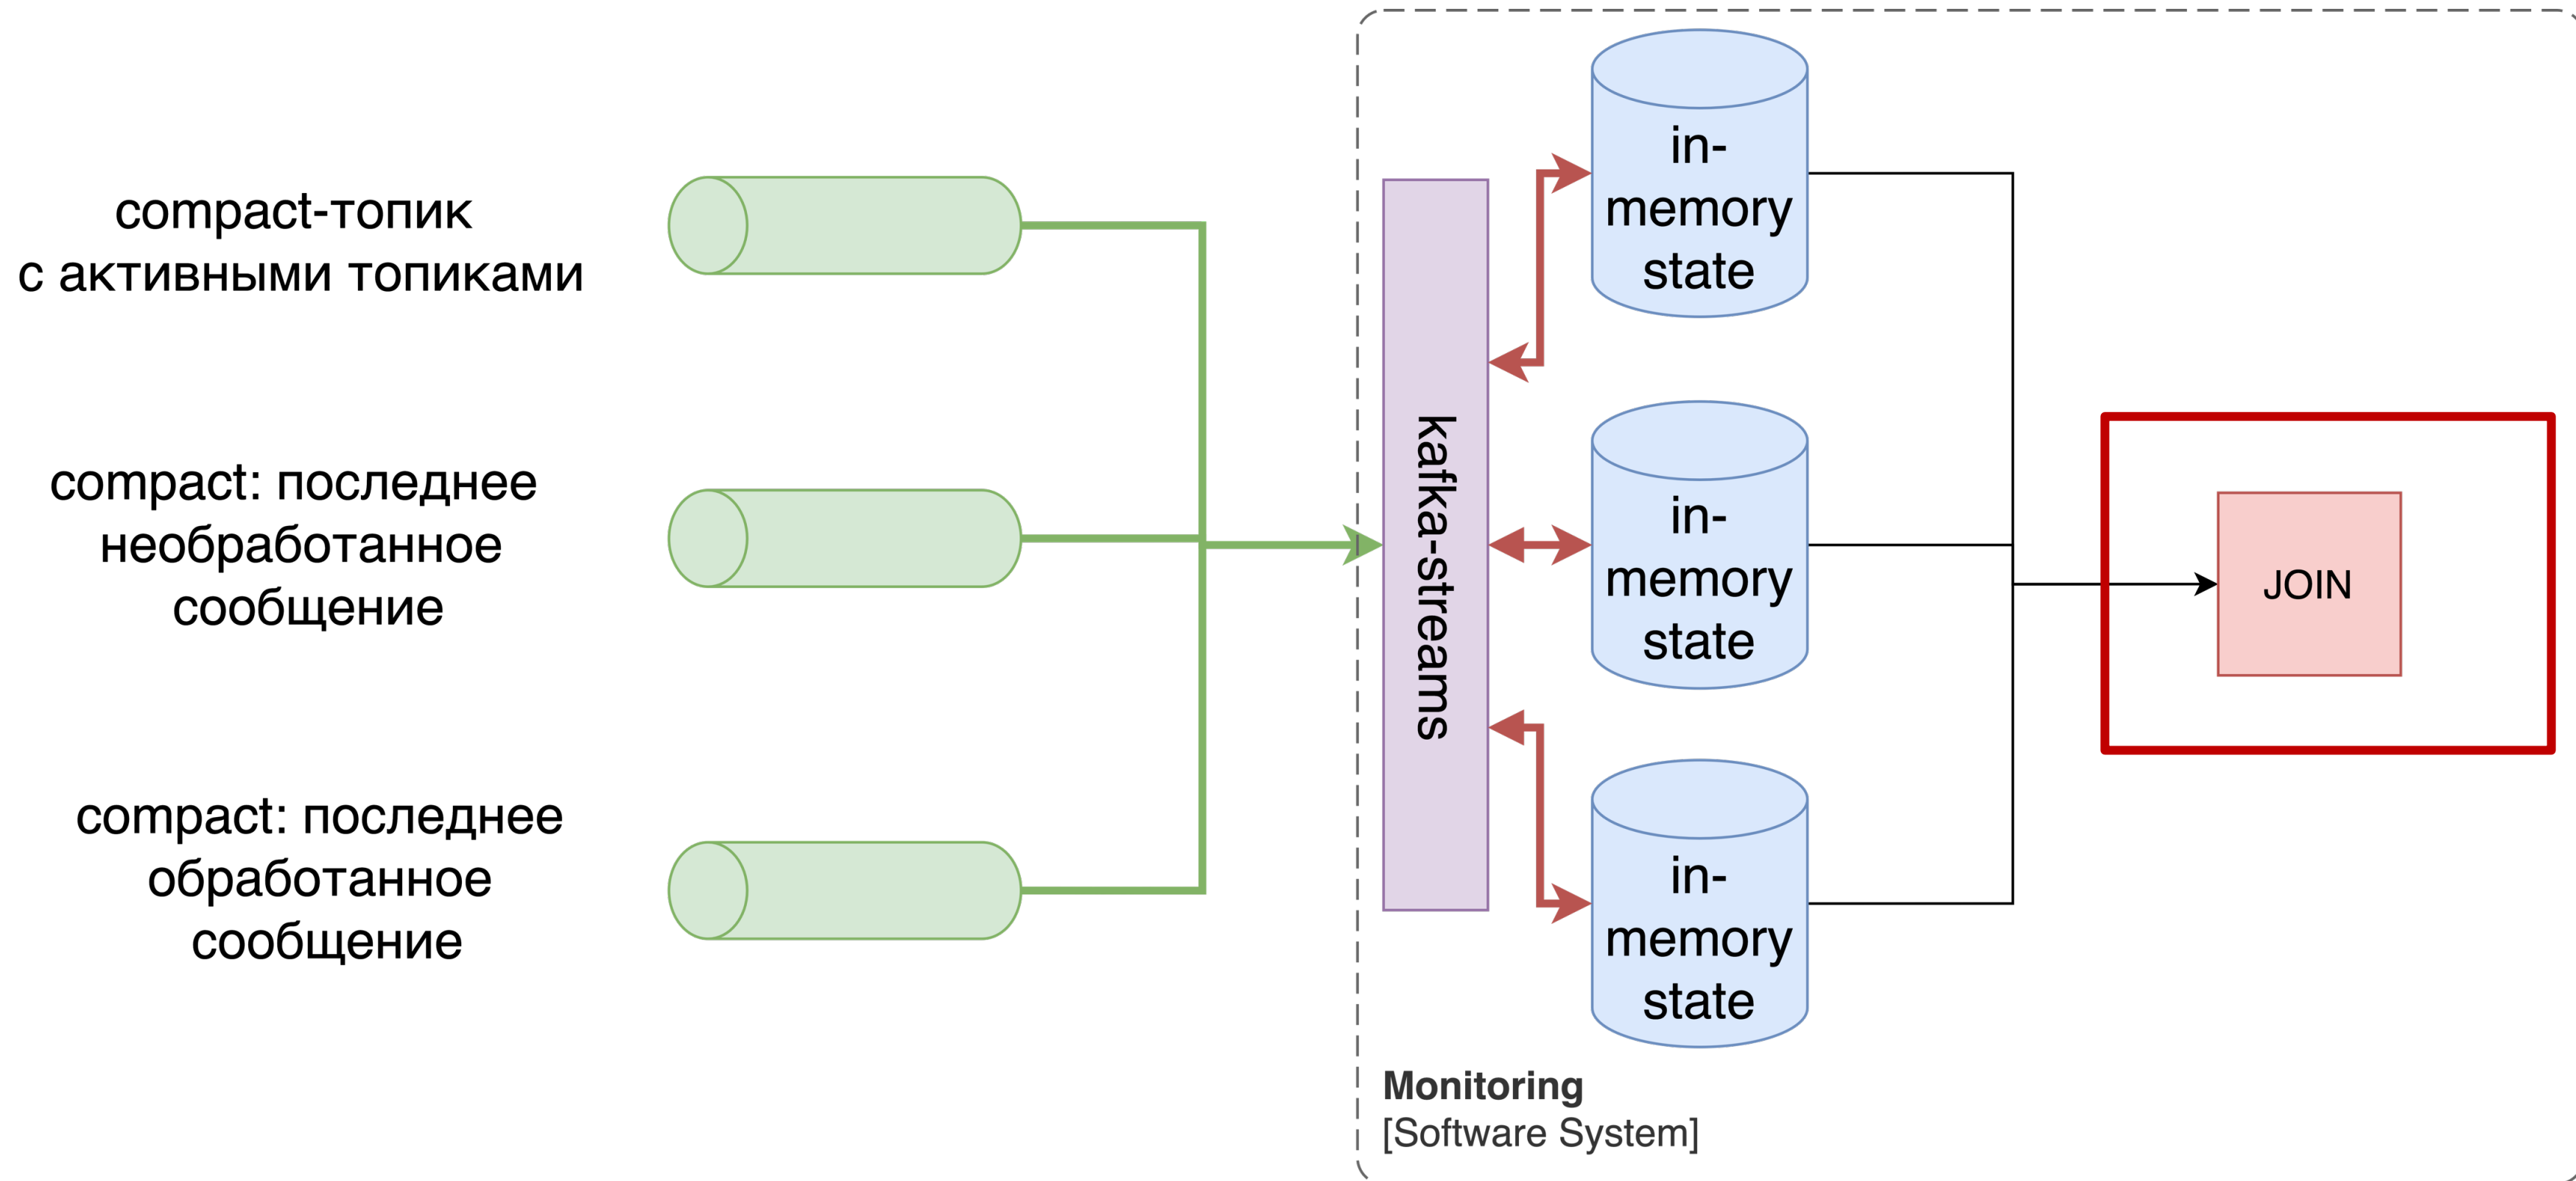 compact-топик
с активными топиками
compact: последнее
необработанное
сообщение
compact: последнее
обработанное
сообщение
kafka-streams
in-
memory
state
in-
memory
state
in-
memory
state
JOIN
Monitoring
[Software System]